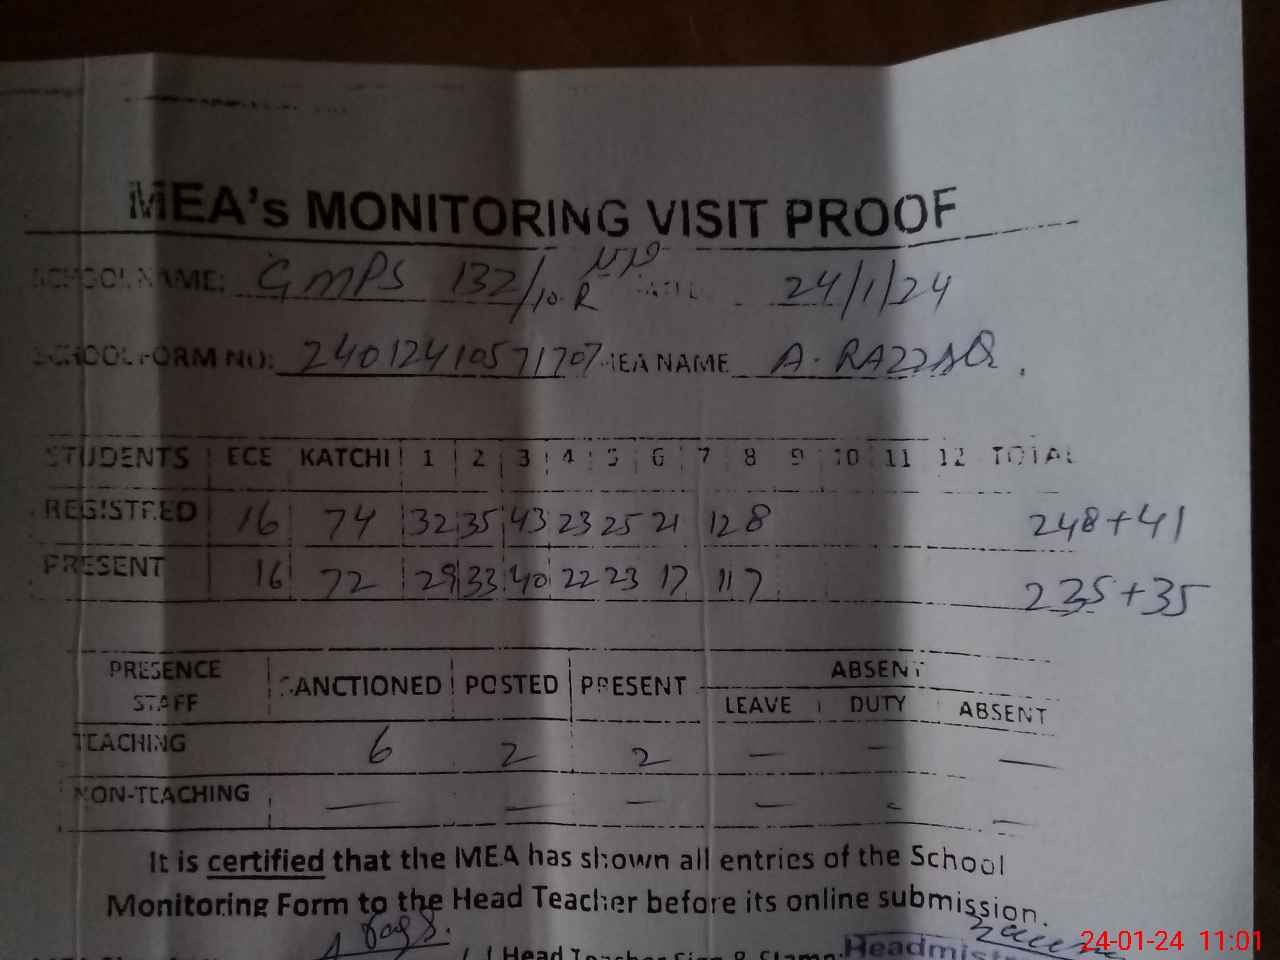 MEA's MONITORING VISIT PROOF
SCHOOL NAME: GMPS 132/10.R 24/1/24
SCHOOL FORM NO: 24012410571707 MEA NAME A. RAZZAQ.
STUDENTS ECE KATCHI 1 2 3 4 5 6 7 8 9 10 11 12 TOTAL
REGISTRED 16 74 32 35 43 23 25 21 12 8 248+41
PRESENT 16 72 29 33 40 22 23 17 11 7 235+35
PRESENCE STAFF SANCTIONED POSTED PRESENT ABSENT
LEAVE DUTY ABSENT
TEACHING 6 2 2 — — —
NON-TEACHING — — — — — —
It is certified that the MEA has shown all entries of the School
Monitoring Form to the Head Teacher before its online submission.
Head Teacher Sign & Stamp:
24-01-24 11:01